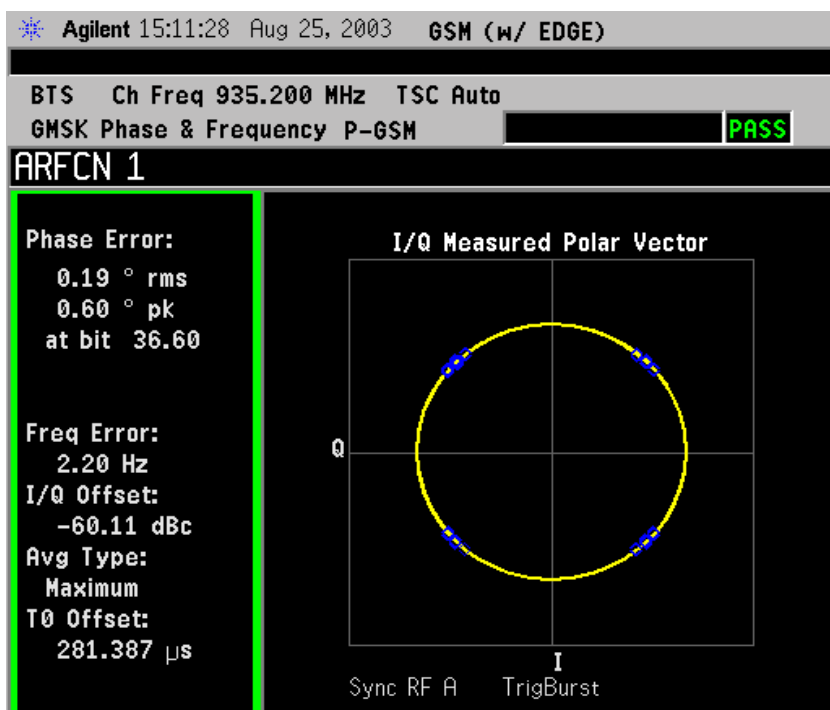 Agilent 15:11:28 Aug 25, 2003 GSM (w/ EDGE)
BTS Ch Freq 935.200 MHz TSC Auto
GMSK Phase & Frequency P-GSM PASS
ARFCN 1
Phase Error:
0.19 ° rms
0.60 ° pk
at bit 36.60
Freq Error:
2.20 Hz
I/Q Offset:
-60.11 dBc
Avg Type:
Maximum
T0 Offset:
281.387 µs
I/Q Measured Polar Vector
Q
I
Sync RF A TrigBurst